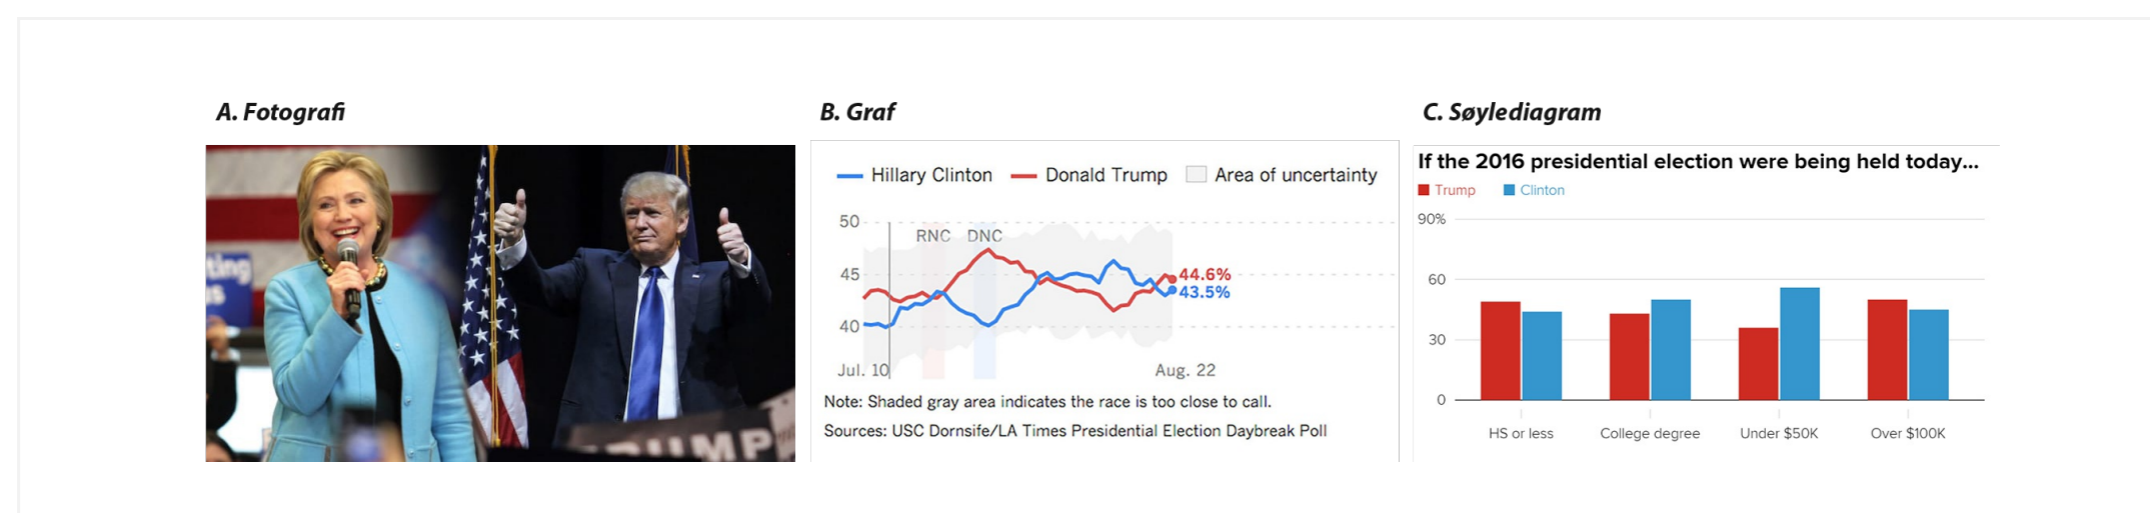 A. Fotografi
ting
TRUMP
B. Graf
Hillary Clinton Donald Trump Area of uncertainty
50
RNC DNC
45
44.6%
43.5%
40
Jul. 10 Aug. 22
Note: Shaded gray area indicates the race is too close to call.
Sources: USC Dornsife/LA Times Presidential Election Daybreak Poll
C. Søylediagram
If the 2016 presidential election were being held today...
Trump Clinton
90%
60
30
0
HS or less College degree Under $50K Over $100K